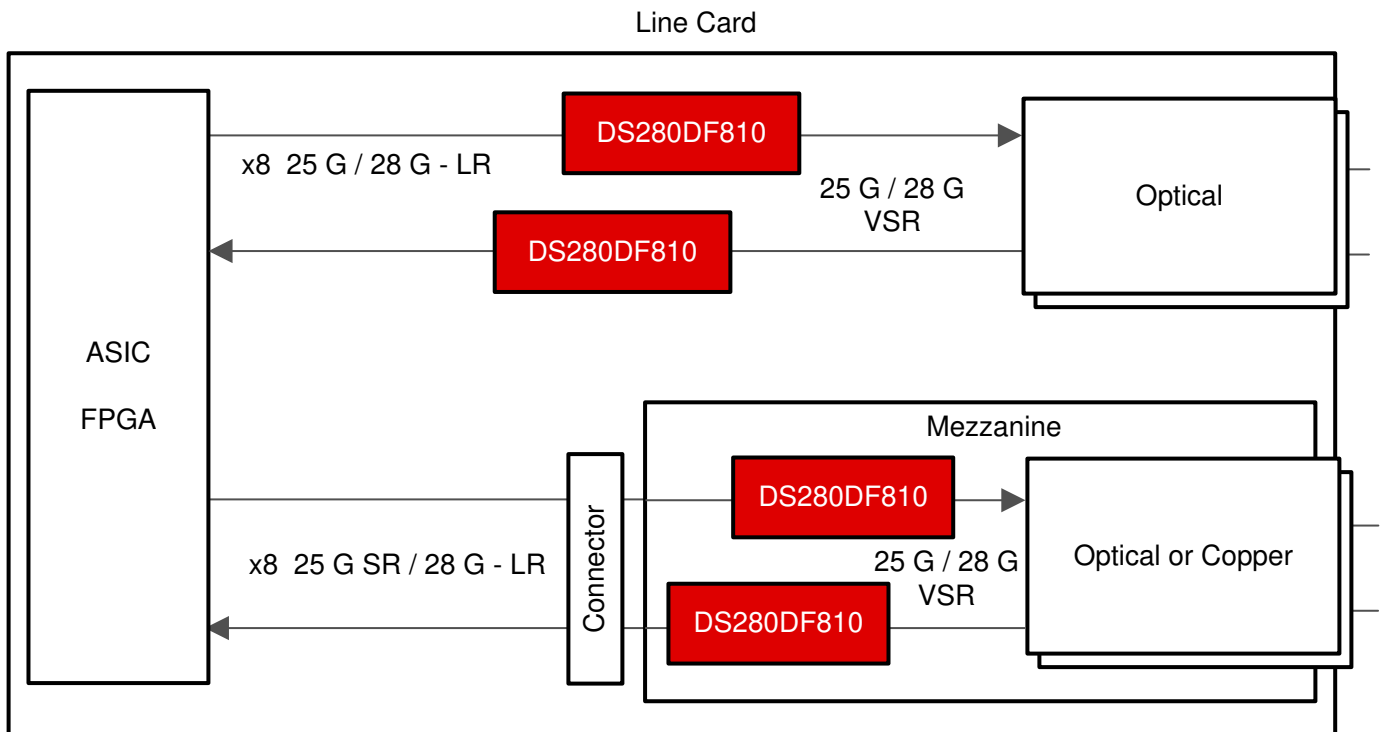 Line Card
DS280DF810
x8 25 G / 28 G - LR
25 G / 28 G
VSR
Optical
DS280DF810
ASIC
FPGA
Mezzanine
DS280DF810
Connector
x8 25 G SR / 28 G - LR
25 G / 28 G
VSR
Optical or Copper
DS280DF810